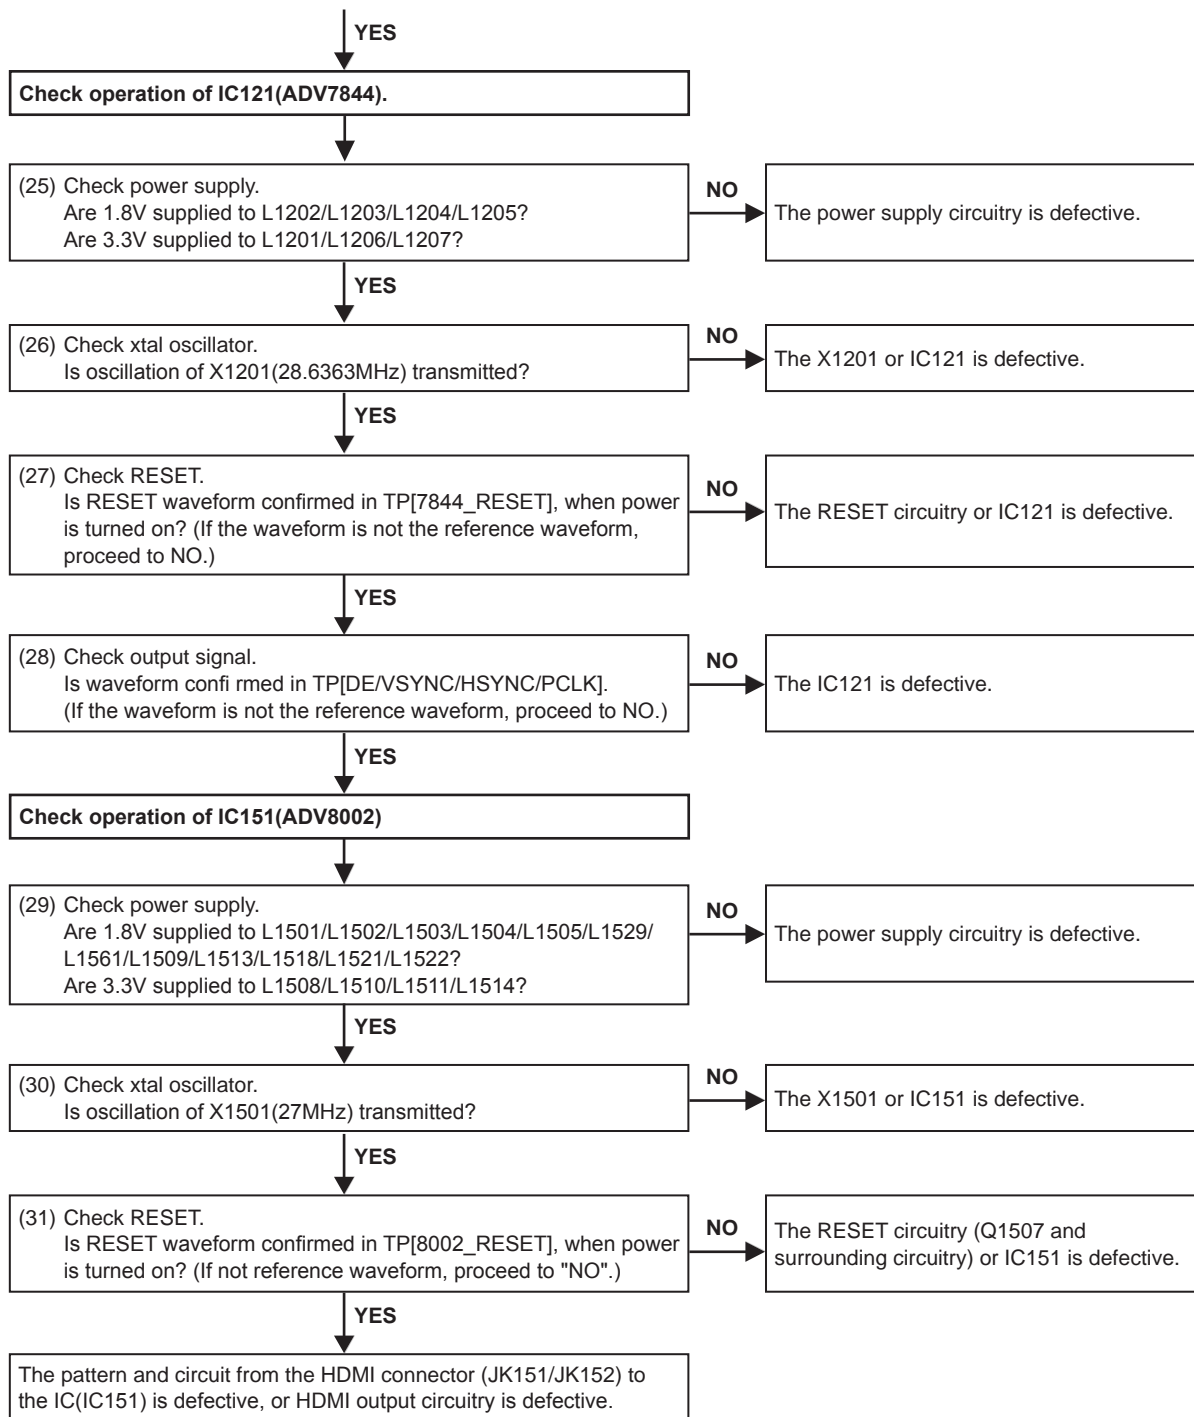 YES
Check operation of IC121(ADV7844).
(25) Check power supply.
Are 1.8V supplied to L1202/L1203/L1204/L1205?
Are 3.3V supplied to L1201/L1206/L1207?
NO
The power supply circuitry is defective.
YES
(26) Check xtal oscillator.
Is oscillation of X1201(28.6363MHz) transmitted?
NO
The X1201 or IC121 is defective.
YES
(27) Check RESET.
Is RESET waveform confirmed in TP[7844_RESET], when power
is turned on? (If the waveform is not the reference waveform,
proceed to NO.)
NO
The RESET circuitry or IC121 is defective.
YES
(28) Check output signal.
Is waveform confi rmed in TP[DE/VSYNC/HSYNC/PCLK].
(If the waveform is not the reference waveform, proceed to NO.)
NO
The IC121 is defective.
YES
Check operation of IC151(ADV8002)
(29) Check power supply.
Are 1.8V supplied to L1501/L1502/L1503/L1504/L1505/L1529/
L1561/L1509/L1513/L1518/L1521/L1522?
Are 3.3V supplied to L1508/L1510/L1511/L1514?
NO
The power supply circuitry is defective.
YES
(30) Check xtal oscillator.
Is oscillation of X1501(27MHz) transmitted?
NO
The X1501 or IC151 is defective.
YES
(31) Check RESET.
Is RESET waveform confirmed in TP[8002_RESET], when power
is turned on? (If not reference waveform, proceed to "NO".)
NO
The RESET circuitry (Q1507 and
surrounding circuitry) or IC151 is defective.
YES
The pattern and circuit from the HDMI connector (JK151/JK152) to
the IC(IC151) is defective, or HDMI output circuitry is defective.